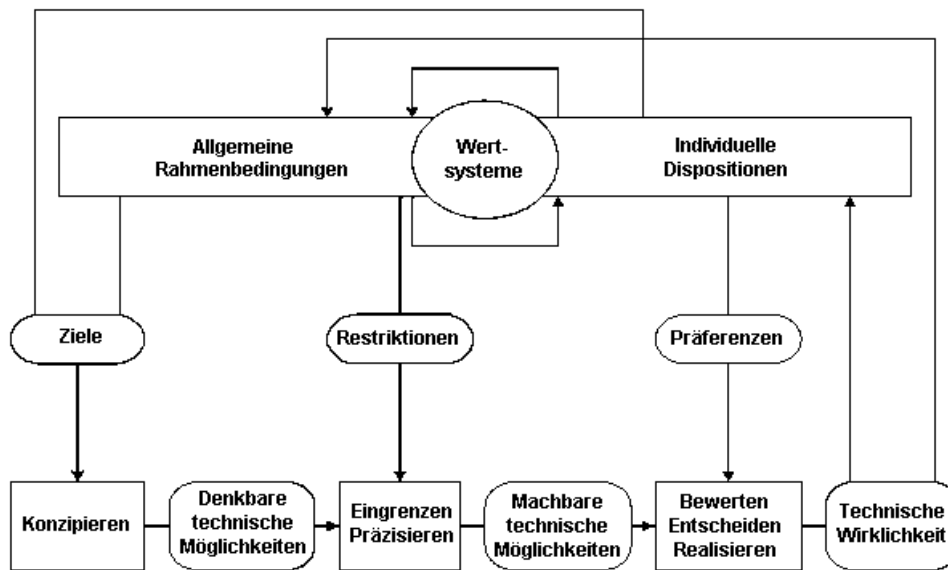 Allgemeine
Rahmenbedingungen
Wert-
systeme
Individuelle
Dispositionen
Ziele
Restriktionen
Präferenzen
Konzipieren
Denkbare
technische
Möglichkeiten
Eingrenzen
Präzisieren
Machbare
technische
Möglichkeiten
Bewerten
Entscheiden
Realisieren
Technische
Wirklichkeit